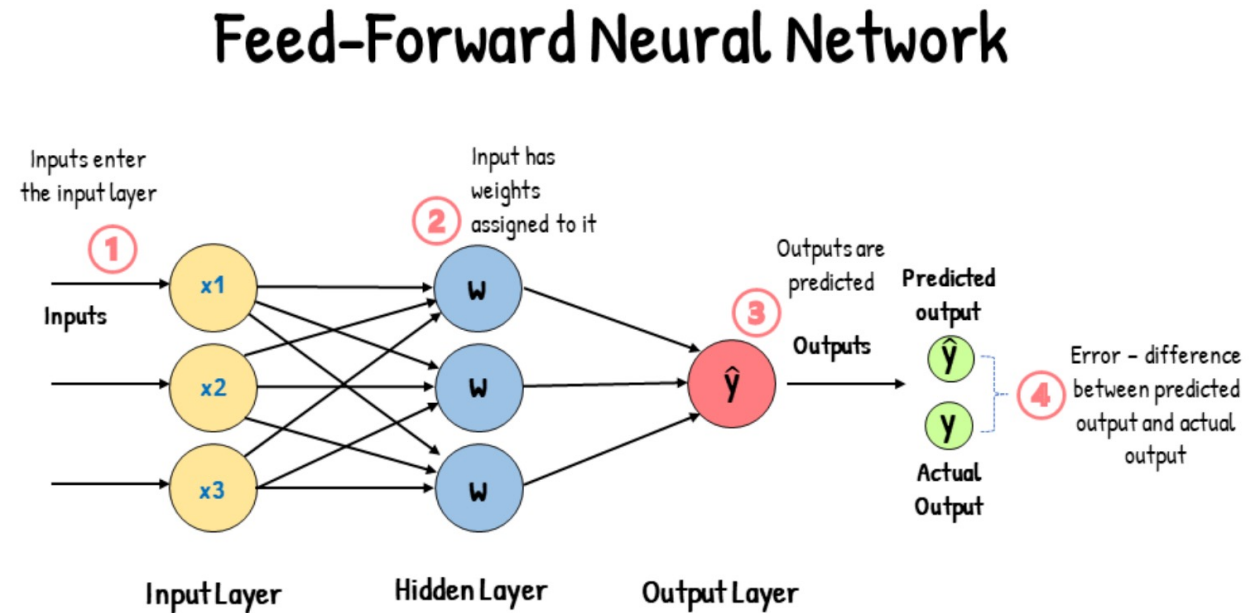 Feed-Forward Neural Network
Inputs enter
the input layer
1
Inputs
x1
x2
x3
Input Layer
2
Input has
weights
assigned to it
w
w
w
Hidden Layer
3
Outputs are
predicted
ŷ
Outputs
Output Layer
Predicted
output
ŷ
y
Actual
Output
4
Error - difference
between predicted
output and actual
output